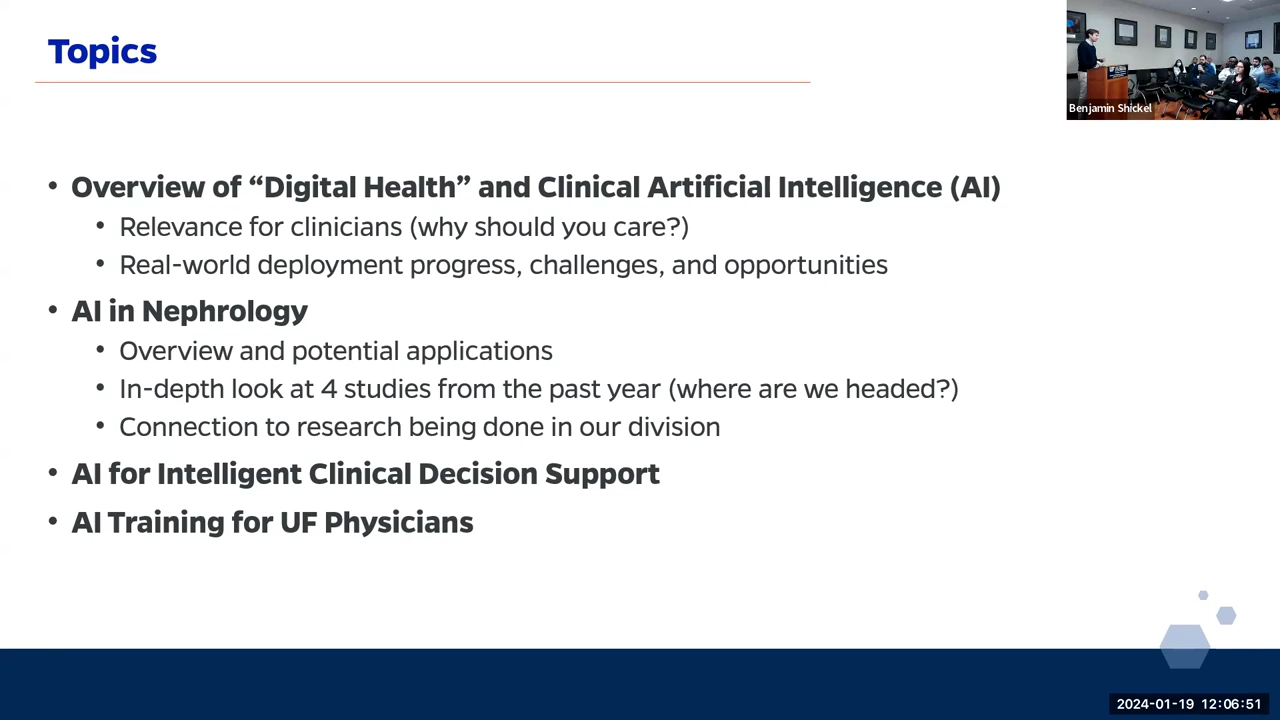 Topics
Benjamin Shickel
• Overview of “Digital Health” and Clinical Artificial Intelligence (AI)
• Relevance for clinicians (why should you care?)
• Real-world deployment progress, challenges, and opportunities
• AI in Nephrology
• Overview and potential applications
• In-depth look at 4 studies from the past year (where are we headed?)
• Connection to research being done in our division
• AI for Intelligent Clinical Decision Support
• AI Training for UF Physicians
2024-01-19 12:06:51